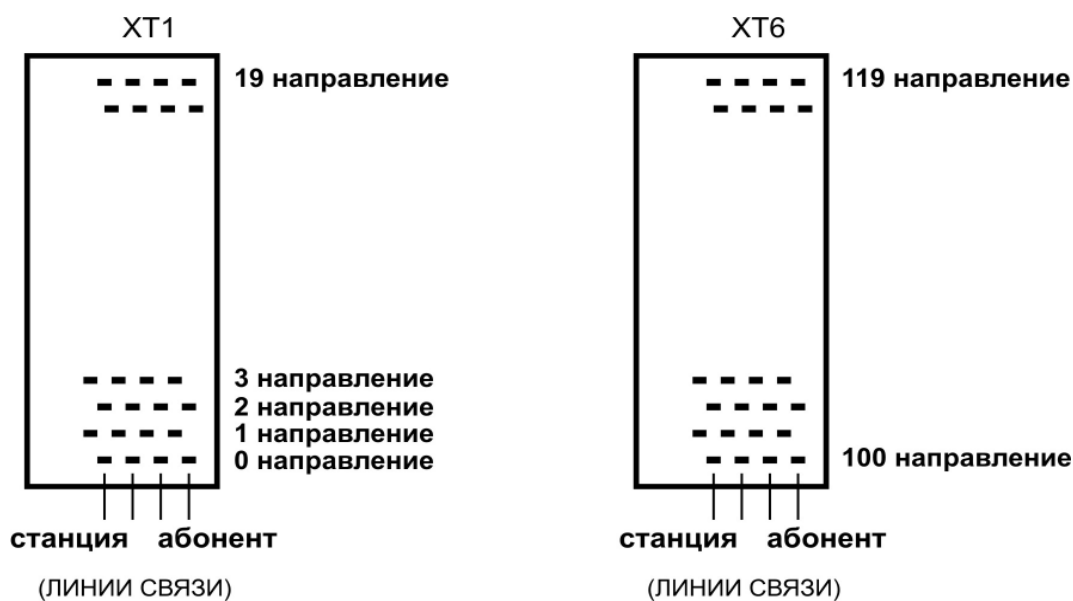 XT1
19 направление
3 направление
2 направление
1 направление
0 направление
станция абонент
(ЛИНИИ СВЯЗИ)
XT6
119 направление
100 направление
станция абонент
(ЛИНИИ СВЯЗИ)